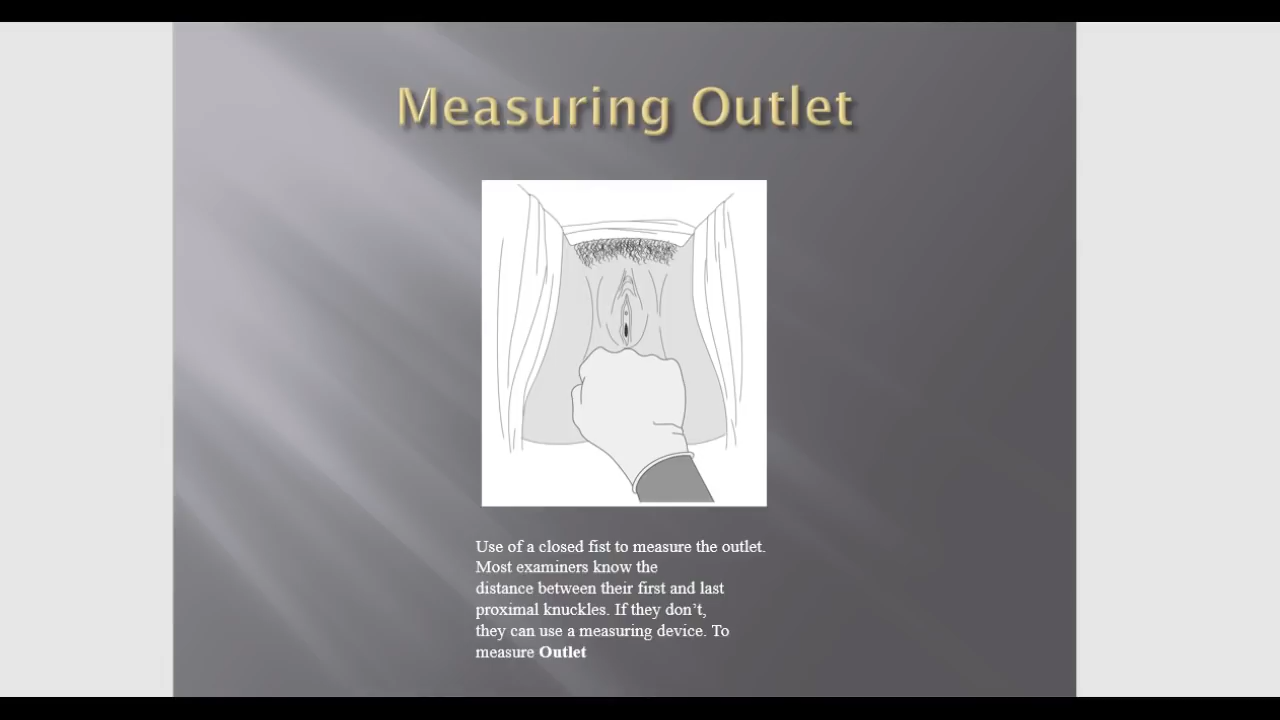 Measuring Outlet
Use of a closed fist to measure the outlet.
Most examiners know the
distance between their first and last
proximal knuckles. If they don’t,
they can use a measuring device. To
measure Outlet